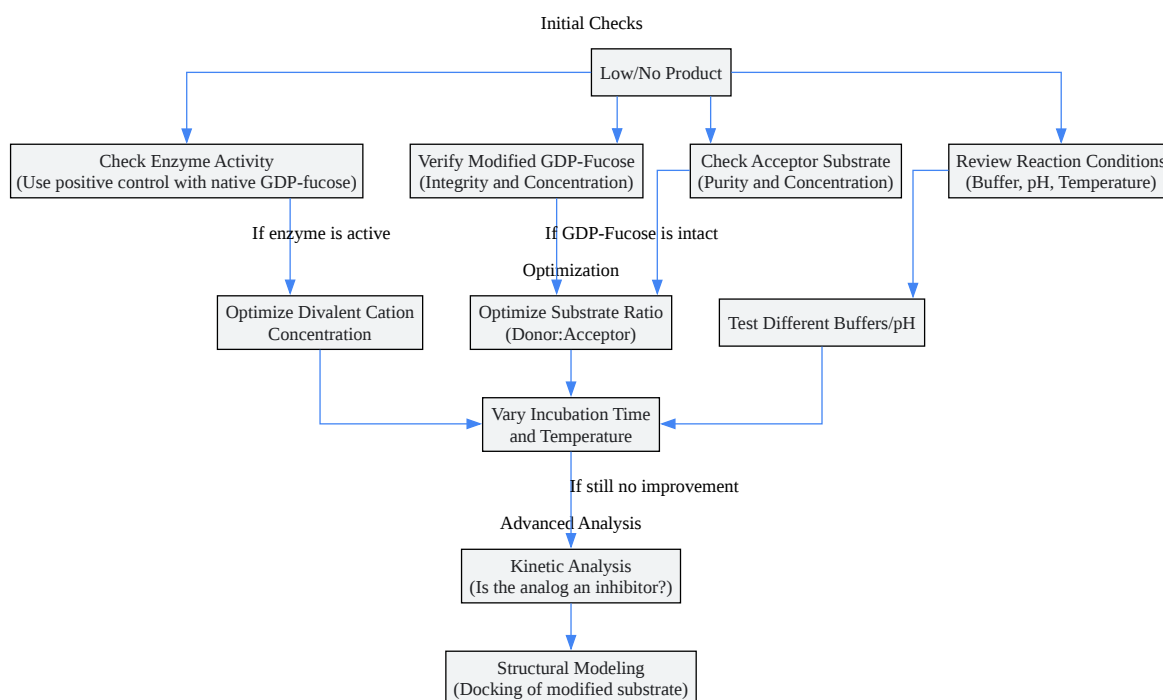 Initial Checks
Low/No Product
Check Enzyme Activity
(Use positive control with native GDP-fucose)
Verify Modified GDP-Fucose
(Integrity and Concentration)
Check Acceptor Substrate
(Purity and Concentration)
Review Reaction Conditions
(Buffer, pH, Temperature)
If enzyme is active
If GDP-Fucose is intact
Optimization
Optimize Divalent Cation
Concentration
Optimize Substrate Ratio
(Donor:Acceptor)
Test Different Buffers/pH
Vary Incubation Time
and Temperature
If still no improvement
Advanced Analysis
Kinetic Analysis
(Is the analog an inhibitor?)
Structural Modeling
(Docking of modified substrate)